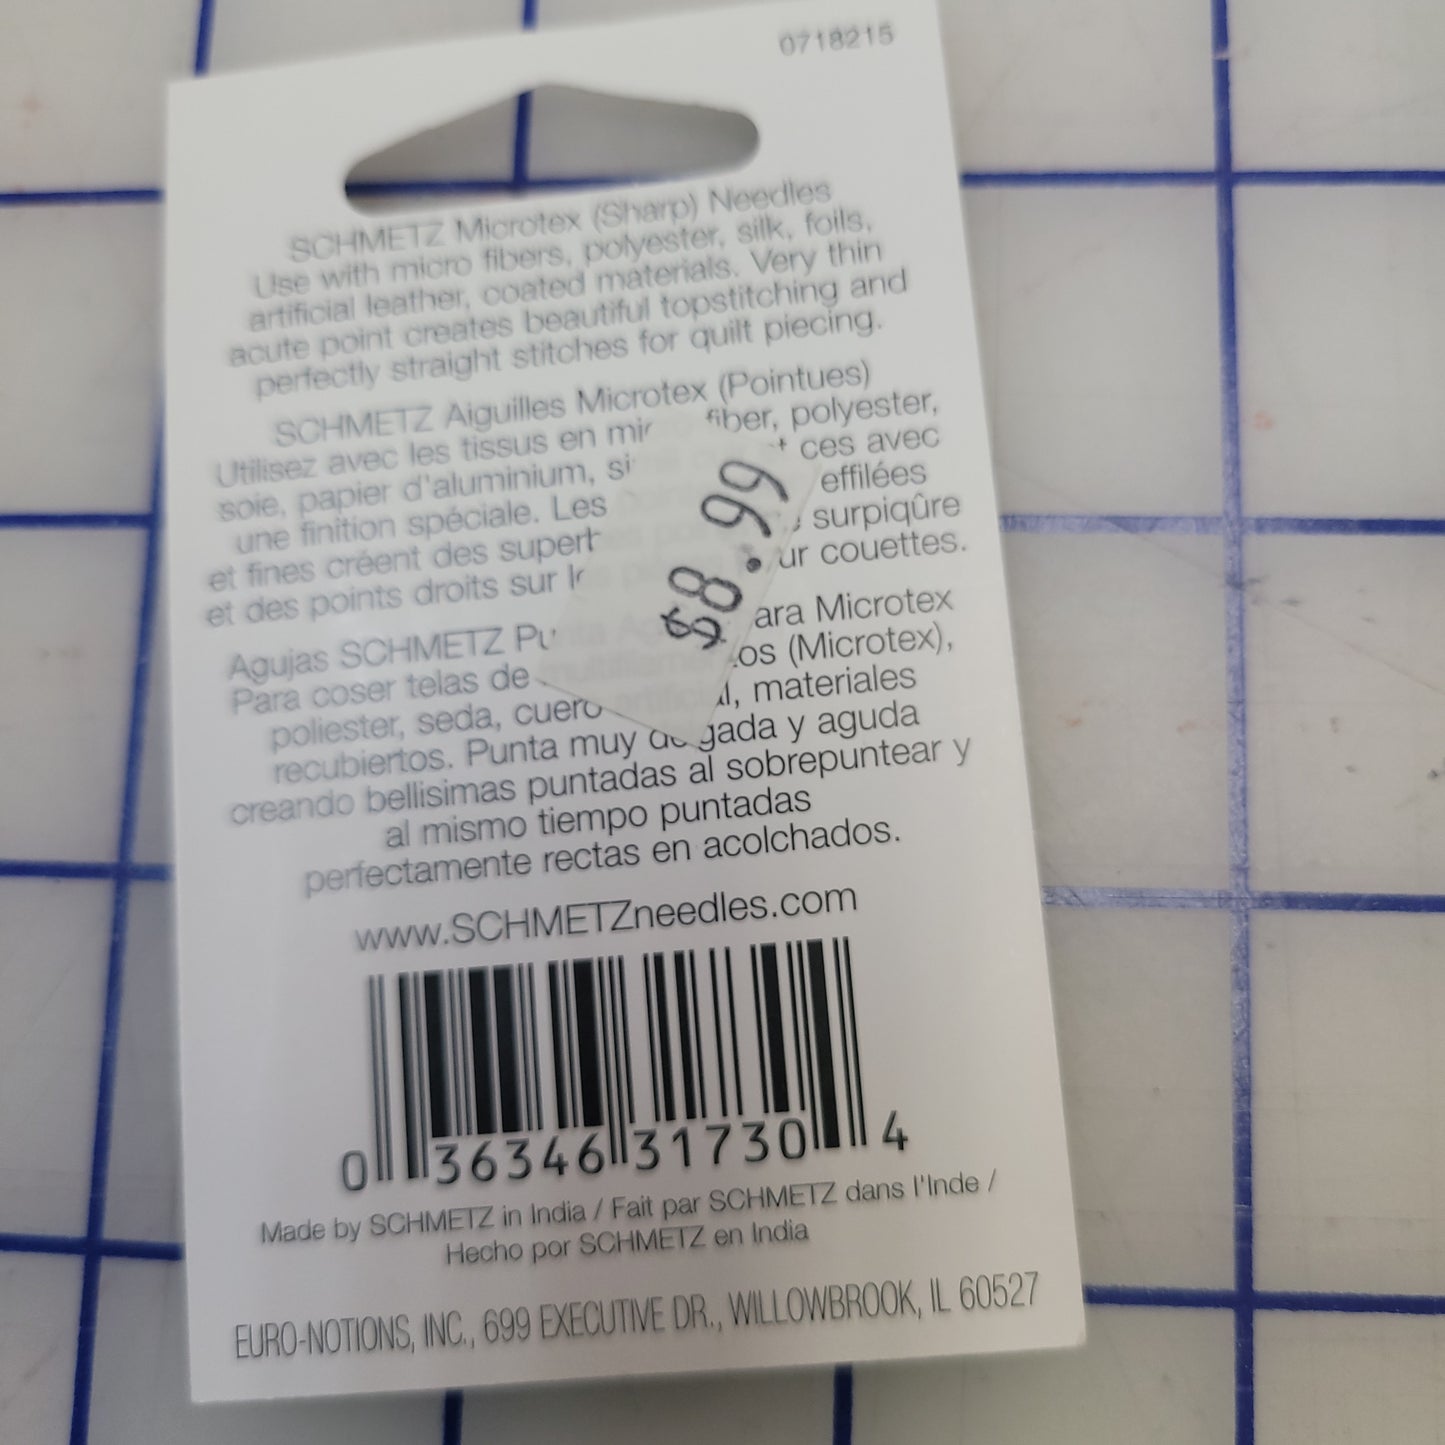 0718215
SCHMETZ Microtex (Sharp) Needles
Use with micro fibers, polyester, silk, foils,
artificial leather, coated materials. Very thin
acute point creates beautiful topstitching and
perfectly straight stitches for quilt piecing.
SCHMETZ Aiguilles Microtex (Pointues)
Utilisez avec les tissus en mi fiber, polyester,
soie, papier d'aluminium, ces avec
une finition spéciale. Les effilées
et fines créent des surpiqûre
et des points droits sur couettes.
$8.99
Agujas SCHMETZ ara Microtex
Para coser telas de os (Microtex),
poliester, seda, cuero materiales
recubiertos. Punta muy gada y aguda
creando bellisimas puntadas al sobrepuntear y
al mismo tiempo puntadas
perfectamente rectas en acolchados.
www.SCHMETZneedles.com
0 36346 31730 4
Made by SCHMETZ in India / Fait par SCHMETZ dans l'Inde /
Hecho por SCHMETZ en India
EURO-NOTIONS, INC., 699 EXECUTIVE DR., WILLOWBROOK, IL 60527